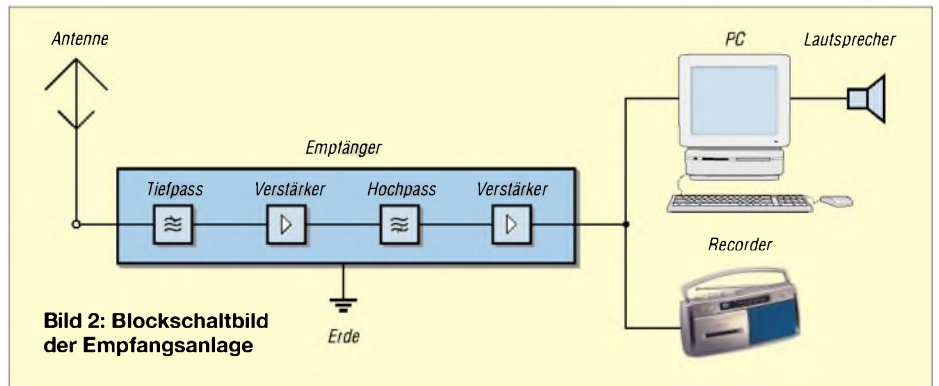 Antenne
PC
Lautsprecher
Empfänger
Tiefpass
Verstärker
Hochpass
Verstärker
Recorder
Erde
Bild 2: Blockschaltbild
der Empfangsanlage